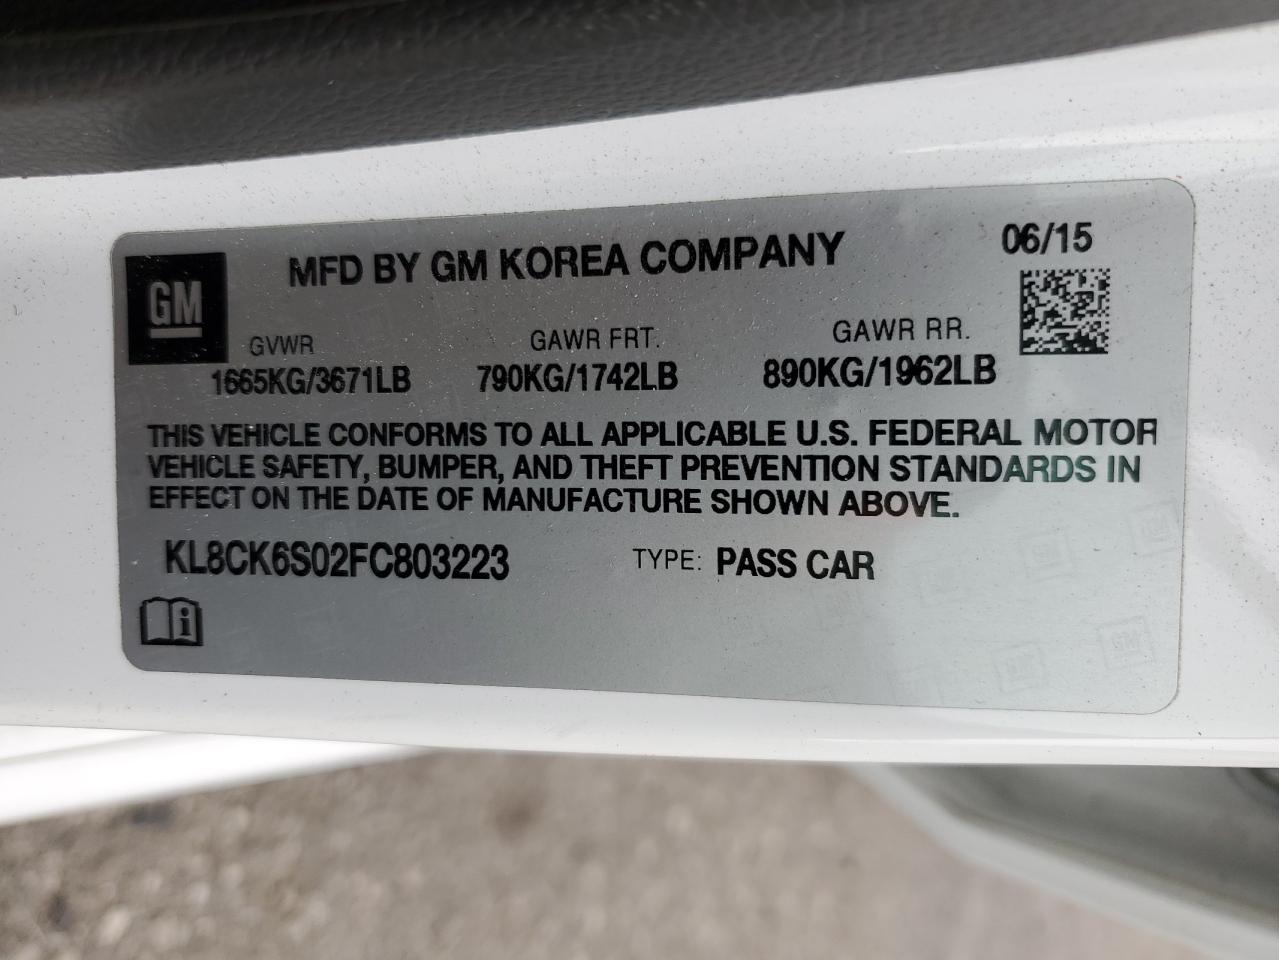 GM
MFD BY GM KOREA COMPANY 06/15
GVWR GAWR FRT. GAWR RR.
1665KG/3671LB 790KG/1742LB 890KG/1962LB
THIS VEHICLE CONFORMS TO ALL APPLICABLE U.S. FEDERAL MOTOR
VEHICLE SAFETY, BUMPER, AND THEFT PREVENTION STANDARDS IN
EFFECT ON THE DATE OF MANUFACTURE SHOWN ABOVE.
KL8CK6S02FC803223 TYPE: PASS CAR
i